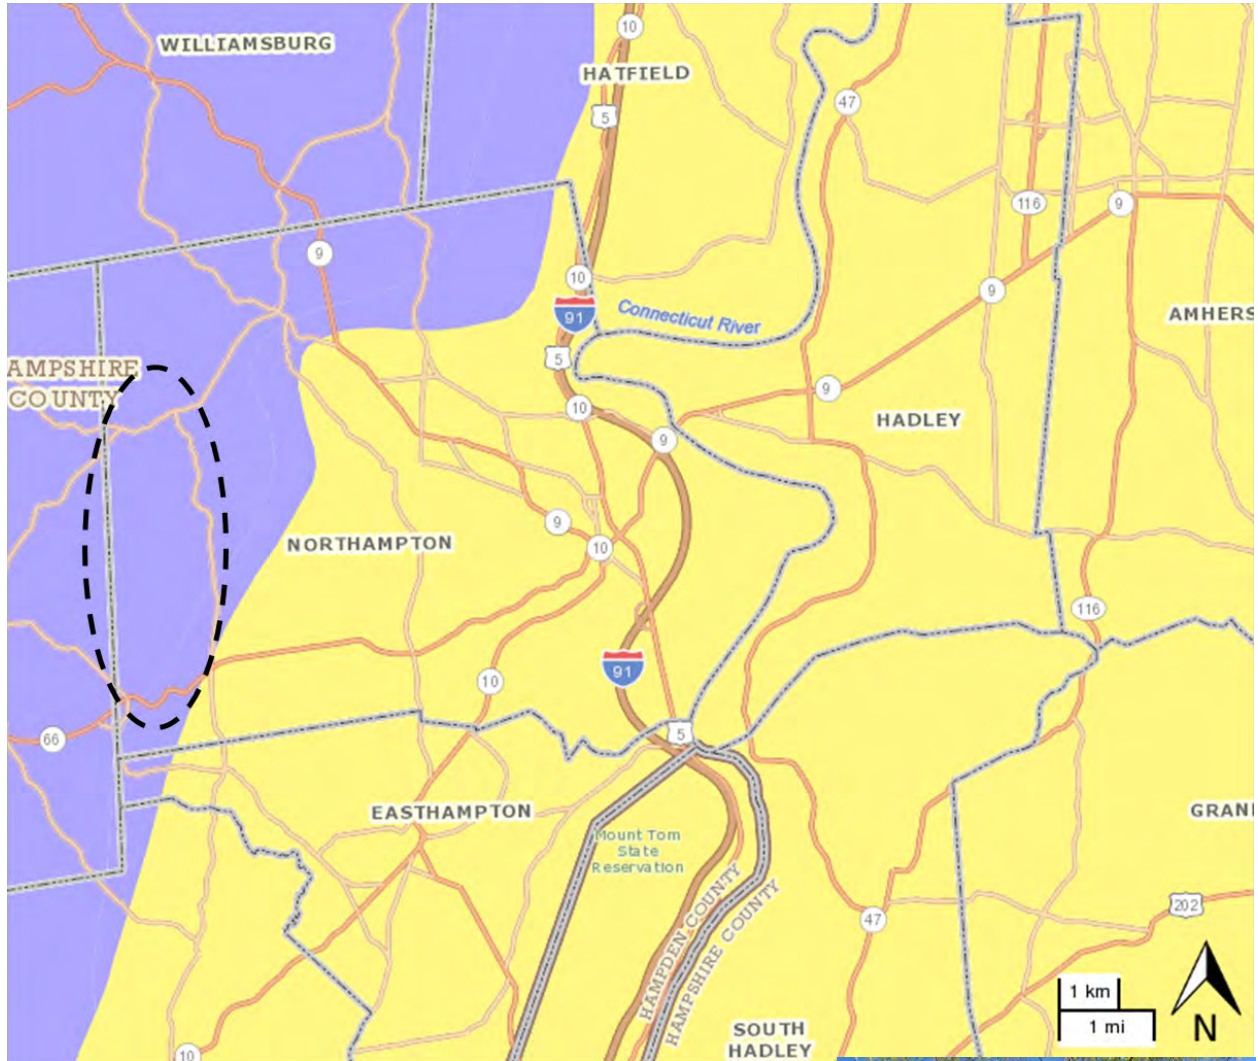 WILLIAMSBURG
10
HATFIELD
5
47
116
9
9
10
9
91
Connecticut River
AMHERS
5
AMPSHIRE
COUNTY
9
10
HADLEY
9
9
10
NORTHAMPTON
116
91
10
5
66
EASTHAMPTON
GRAN
Mount Tom
State
Reservation
HAMPDEN COUNTY
HAMPSHIRE COUNTY
202
47
1 km
1 mi
N
SOUTH
HADLEY
10